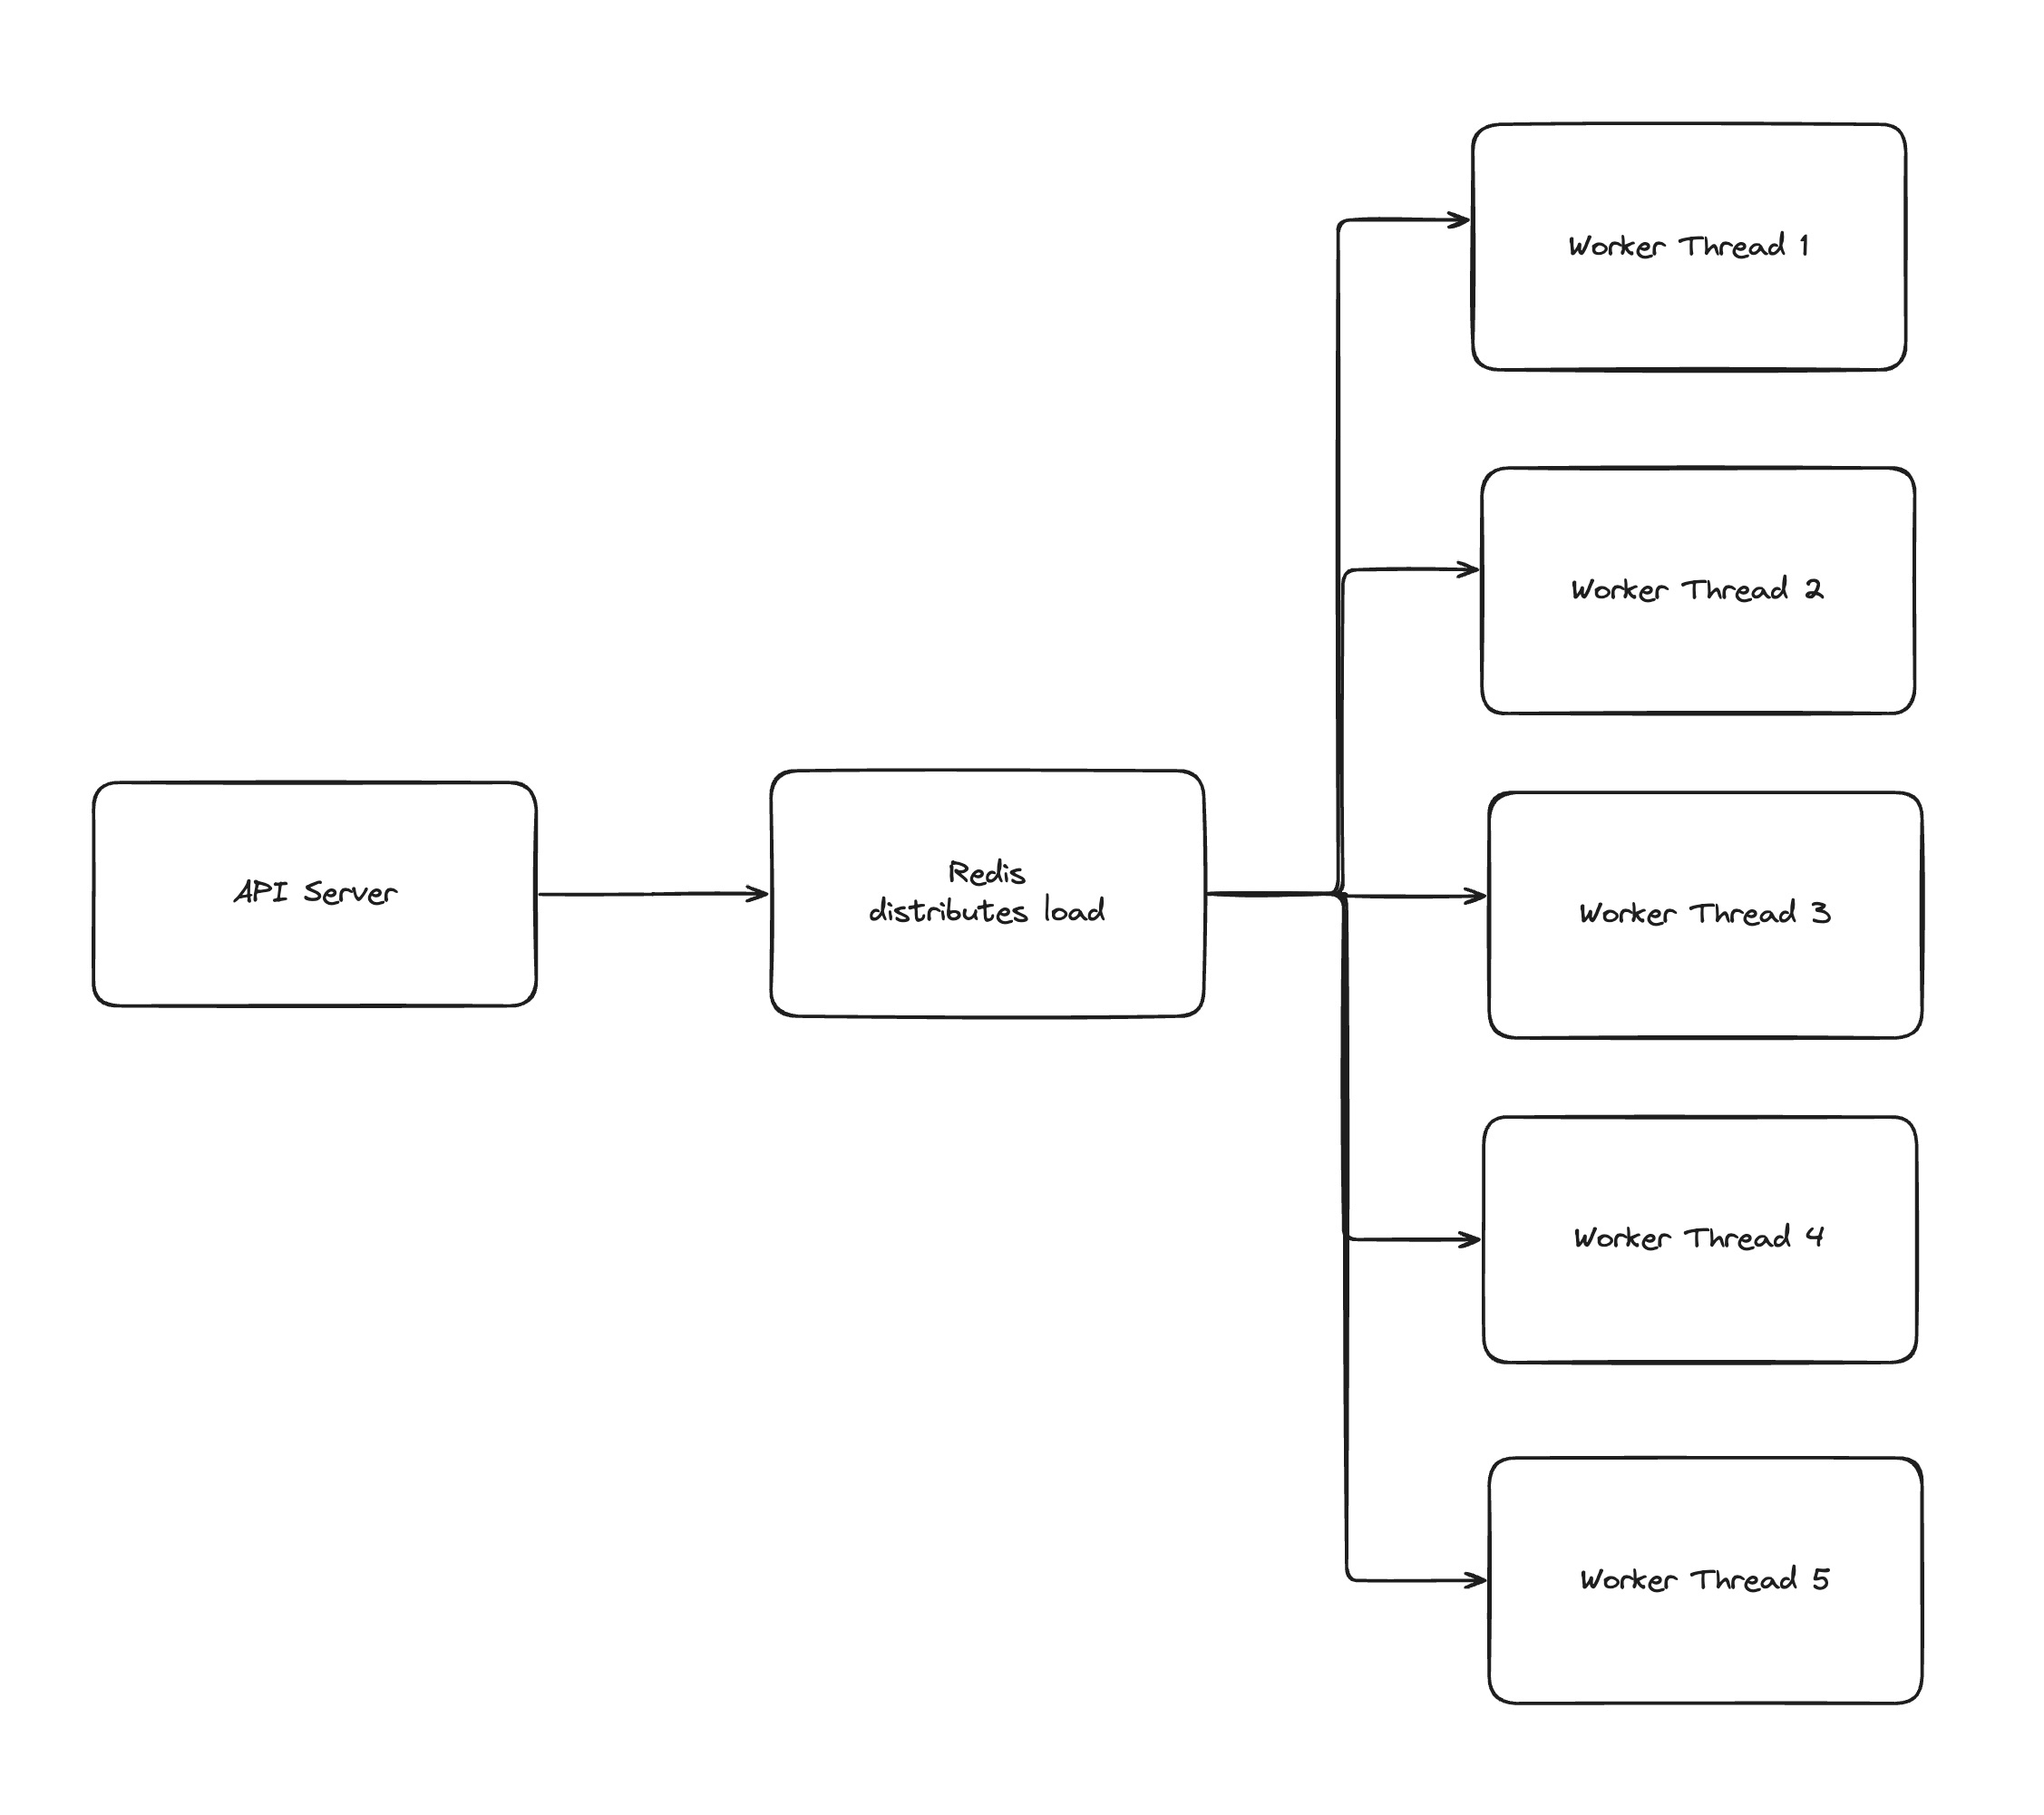 Worker Thread 1
Worker Thread 2
API Server
Redis
distributes load
Worker Thread 3
Worker Thread 4
Worker Thread 5